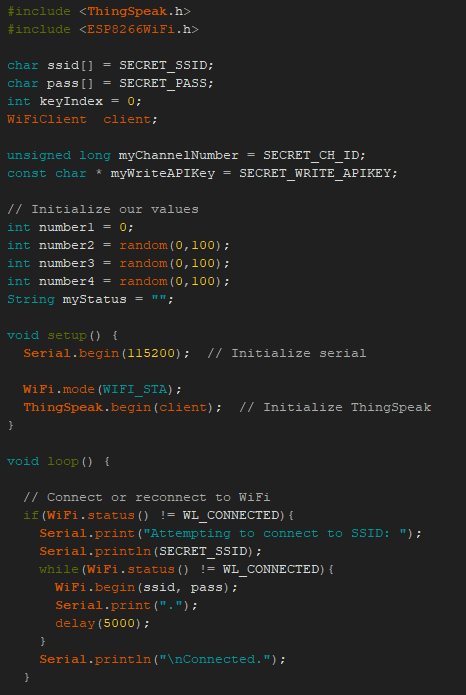 #include <ThingSpeak.h>
#include <ESP8266WiFi.h>
char ssid[] = SECRET_SSID;
char pass[] = SECRET_PASS;
int keyIndex = 0;
WiFiClient  client;
unsigned long myChannelNumber = SECRET_CH_ID;
const char * myWriteAPIKey = SECRET_WRITE_APIKEY;
// Initialize our values
int number1 = 0;
int number2 = random(0,100);
int number3 = random(0,100);
int number4 = random(0,100);
String myStatus = "";
void setup() {
  Serial.begin(115200);  // Initialize serial
  WiFi.mode(WIFI_STA);
  ThingSpeak.begin(client);  // Initialize ThingSpeak
}
void loop() {
  // Connect or reconnect to WiFi
  if(WiFi.status() != WL_CONNECTED){
    Serial.print("Attempting to connect to SSID: ");
    Serial.println(SECRET_SSID);
    while(WiFi.status() != WL_CONNECTED){
      WiFi.begin(ssid, pass);
      Serial.print(".");
      delay(5000);
    }
    Serial.println("\nConnected.");
  }